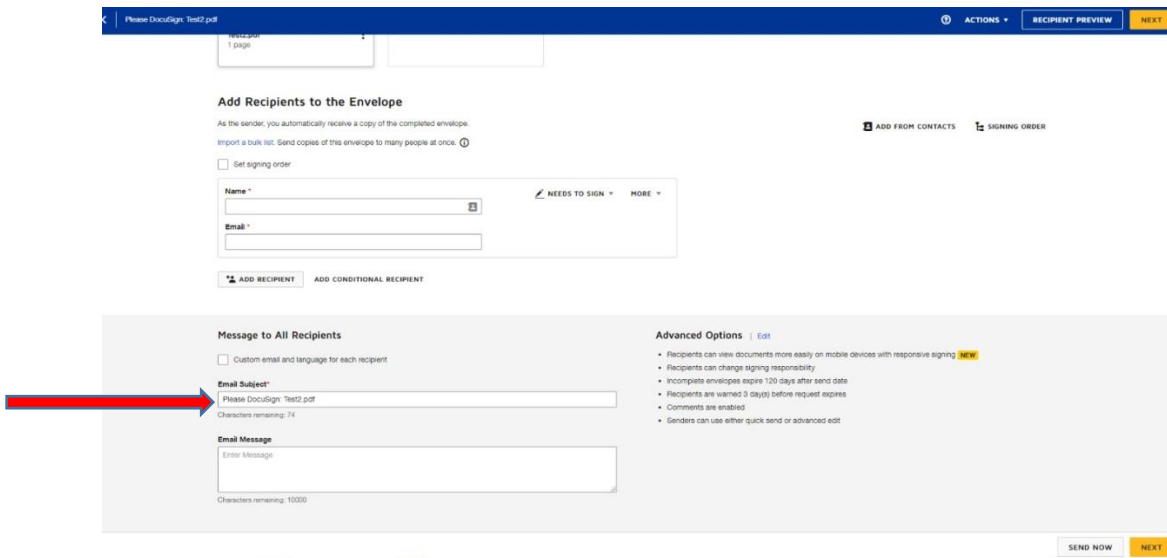 Please DocuSign: Test2.pdf
ACTIONS
RECIPIENT PREVIEW
NEXT
Test2.pdf
1 page
Add Recipients to the Envelope
As the sender, you automatically receive a copy of the completed envelope.
ADD FROM CONTACTS
SIGNING ORDER
Import a bulk list. Send copies of this envelope to many people at once.
Set signing order
Name *
NEEDS TO SIGN
MORE
Email *
ADD RECIPIENT
ADD CONDITIONAL RECIPIENT
Message to All Recipients
Custom email and language for each recipient
Email Subject*
Please DocuSign: Test2.pdf
Characters remaining: 74
Email Message
Enter Message
Characters remaining: 10000
Advanced Options | Edit
• Recipients can view documents more easily on mobile devices with responsive signing NEW
• Recipients can change signing responsibility
• Incomplete envelopes expire 120 days after send date
• Recipients are warned 3 day(s) before request expires
• Comments are enabled
• Senders can use either quick send or advanced edit
SEND NOW
NEXT